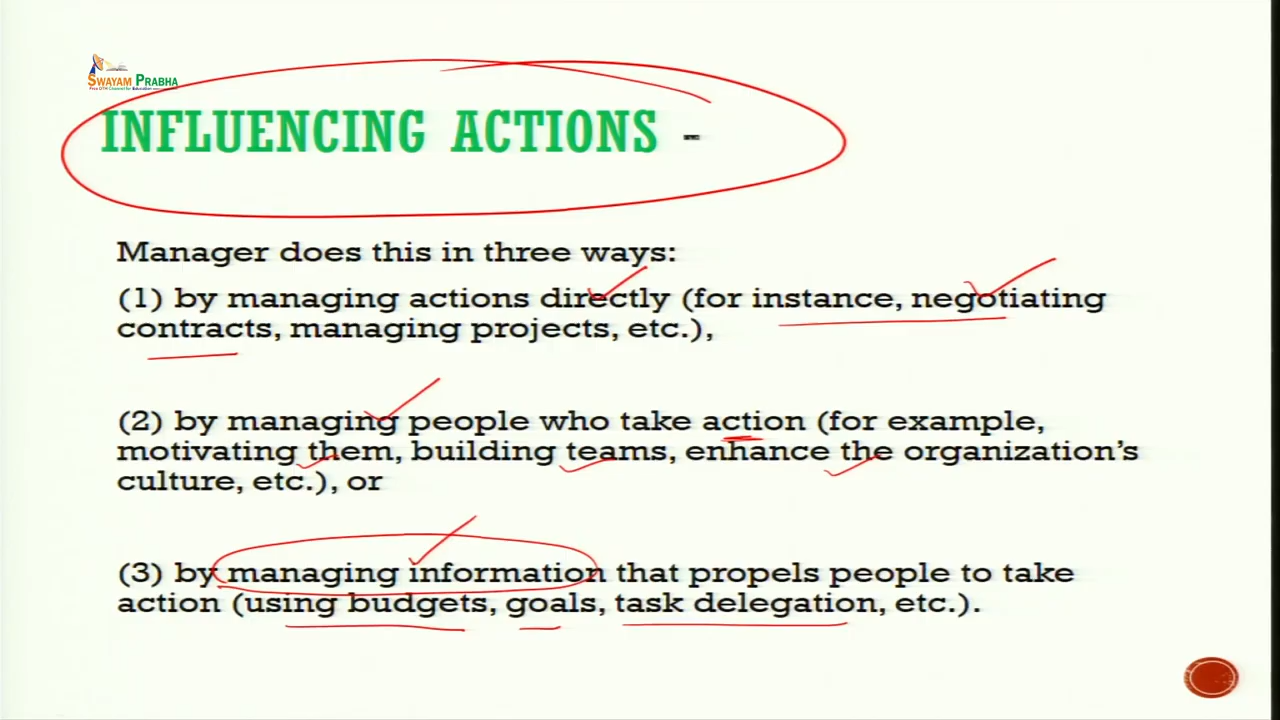 SWAYAM PRABHA
INFLUENCING ACTIONS -
Manager does this in three ways:
(1) by managing actions directly (for instance, negotiating
contracts, managing projects, etc.),
(2) by managing people who take action (for example,
motivating them, building teams, enhance the organization's
culture, etc.), or
(3) by managing information that propels people to take
action (using budgets, goals, task delegation, etc.).